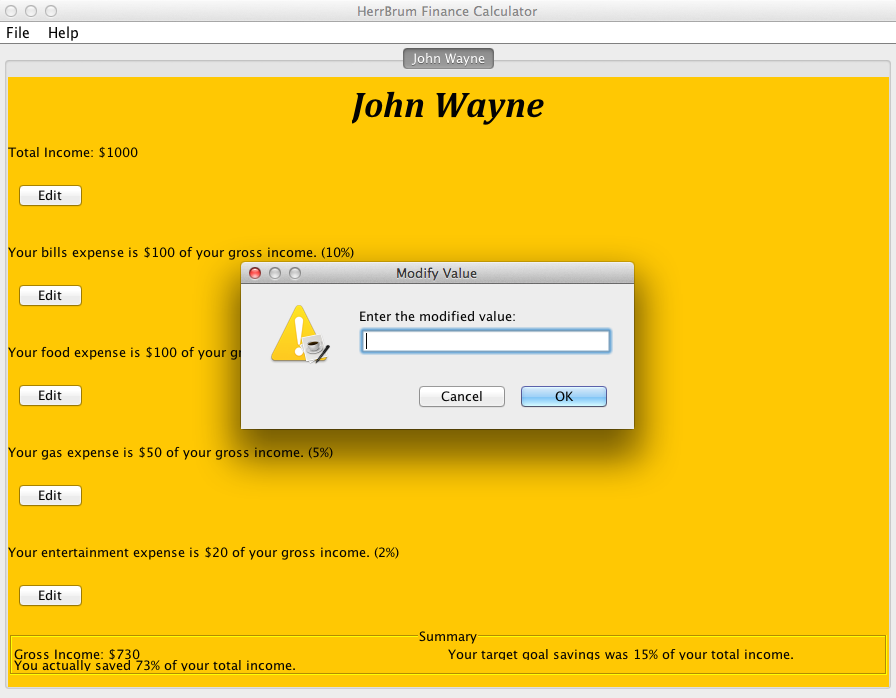 HerrBrum Finance Calculator
File Help
John Wayne
John Wayne
Total Income: $1000
Edit
Your bills expense is $100 of your gross income. (10%)
Edit
Modify Value
Enter the modified value:
Your food expense is $100 of your
Edit
Cancel OK
Your gas expense is $50 of your gross income. (5%)
Edit
Your entertainment expense is $20 of your gross income. (2%)
Edit
Summary
Gross Income: $730
Your target goal savings was 15% of your total income.
You actually saved 73% of your total income.